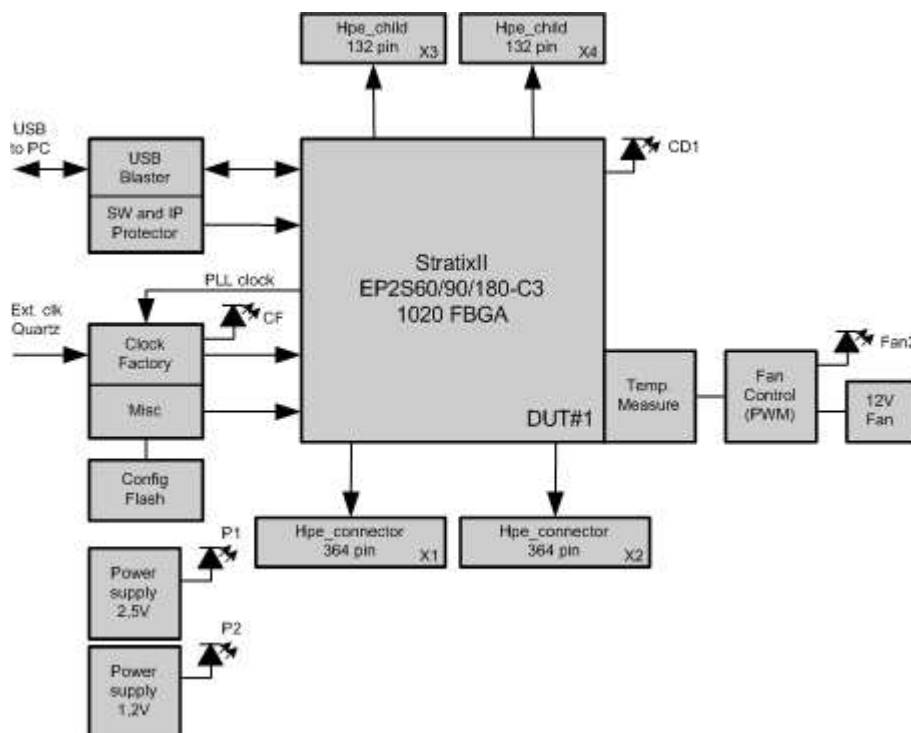 Hpe_child
132 pin
X3
Hpe_child
132 pin
X4
USB
to PC
USB
Blaster
SW and IP
Protector
CD1
StratixII
EP2S60/90/180-C3
1020 FBGA
DUT#1
PLL clock
Ext. clk
Quartz
CF
Clock
Factory
Misc
Config
Flash
Temp
Measure
Fan
Control
(PWM)
Fan2
12V
Fan
Hpe_connector
364 pin
X1
Hpe_connector
364 pin
X2
P1
Power
supply
2,5V
P2
Power
supply
1,2V